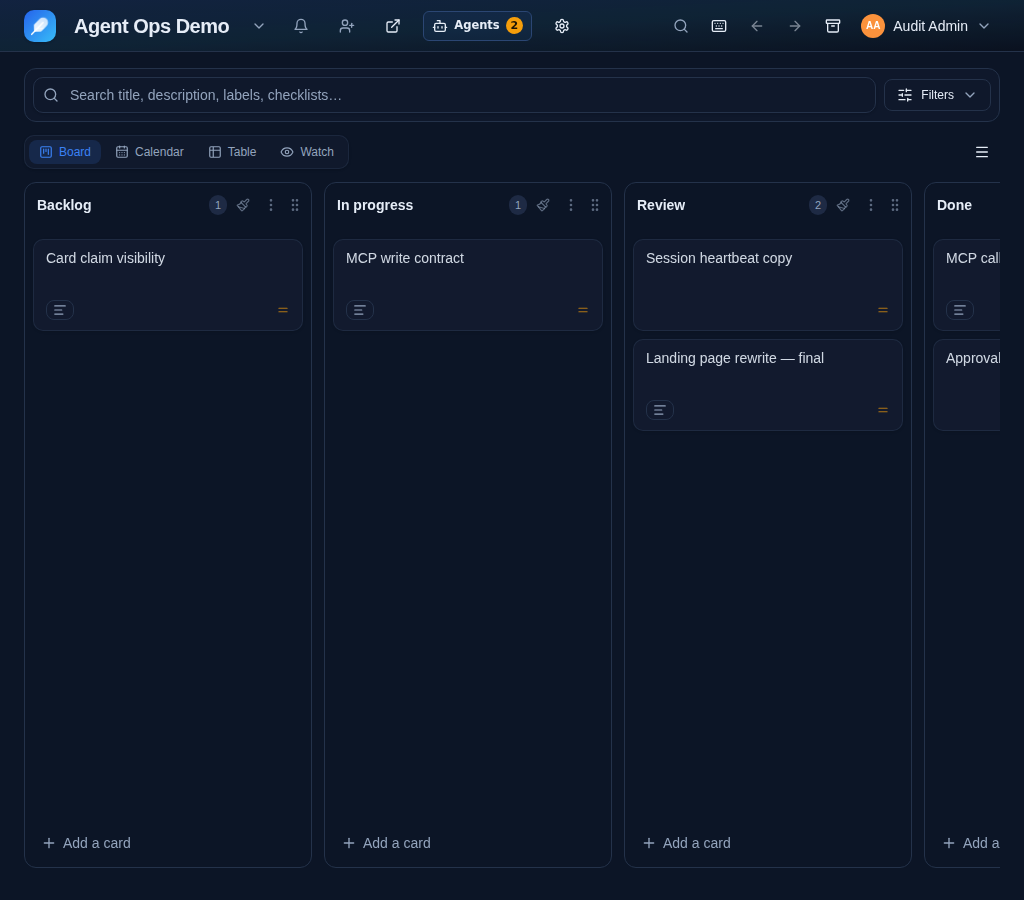 Agent Ops Demo
Agents 2
AA Audit Admin
Search title, description, labels, checklists…
Filters
Board Calendar Table Watch
Backlog 1
Card claim visibility
Add a card
In progress 1
MCP write contract
Add a card
Review 2
Session heartbeat copy
Landing page rewrite — final
Add a card
Done
MCP call
Approval
Add a